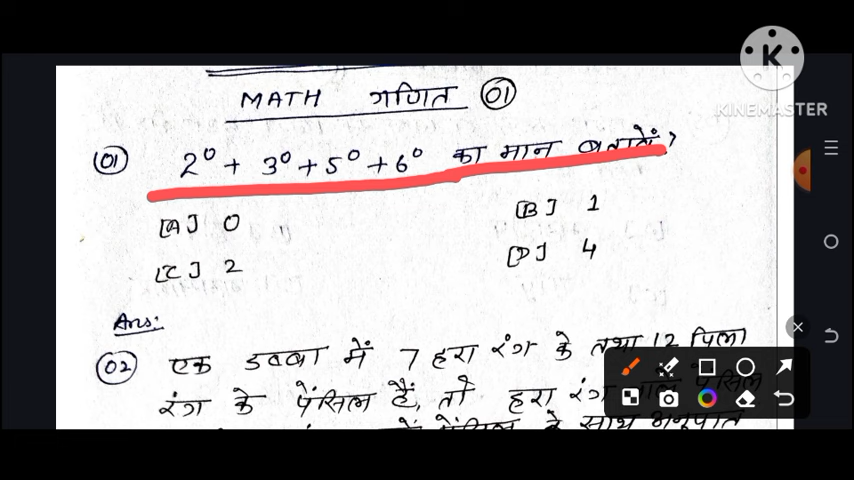 K
KINEMASTER
MATH गणित 01
01 2⁰ + 3⁰ + 5⁰ + 6⁰ का मान बतावें?
[A] 0 [B] 1
[C] 2 [D] 4
Ans:
02 एक डब्बा में 7 हरा रंग के तथा 12 पिला
रंग के पेंसिल हैं, तो हरा रंग
के साथ अनुपात